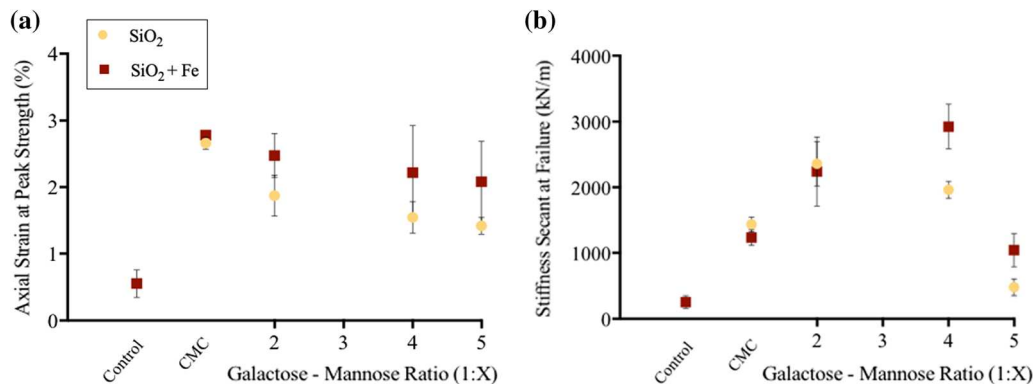 (a)
SiO2
SiO2 + Fe
Axial Strain at Peak Strength (%)
4
3
2
1
0
Control
CMC
2
3
4
5
Galactose - Mannose Ratio (1:X)
(b)
Stiffness Secant at Failure (kN/m)
4000
3000
2000
1000
0
Control
CMC
2
3
4
5
Galactose - Mannose Ratio (1:X)